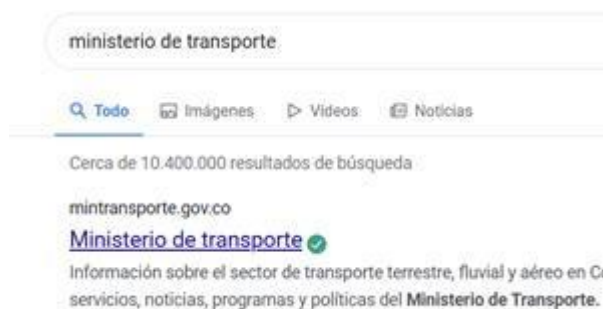 ministerio de transporte
Todo Imágenes Videos Noticias
Cerca de 10.400.000 resultados de búsqueda
mintransporte.gov.co
Ministerio de transporte
Información sobre el sector de transporte terrestre, fluvial y aéreo en
servicios, noticias, programas y políticas del Ministerio de Transporte.